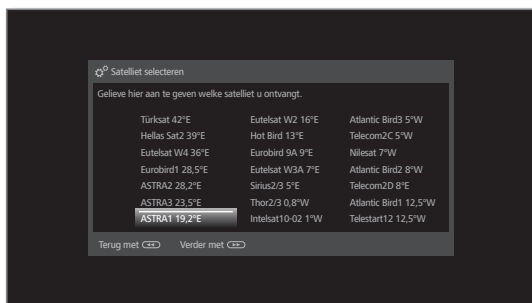 Satelliet selecteren
Gelieve hier aan te geven welke satelliet u ontvangt.
Türksat 42°E Eutelsat W2 16°E Atlantic Bird3 5°W
Hellas Sat2 39°E Hot Bird 13°E Telecom2C 5°W
Eutelsat W4 36°E Eurobird 9A 9°E Nilesat 7°W
Eurobird1 28,5°E Eutelsat W3A 7°E Atlantic Bird2 8°W
ASTRA2 28,2°E Sirius2/3 5°E Telecom2D 8°E
ASTRA3 23,5°E Thor2/3 0,8°W Atlantic Bird1 12,5°W
ASTRA1 19,2°E Intelsat10-02 1°W Telestart12 12,5°W
Terug met Verder met